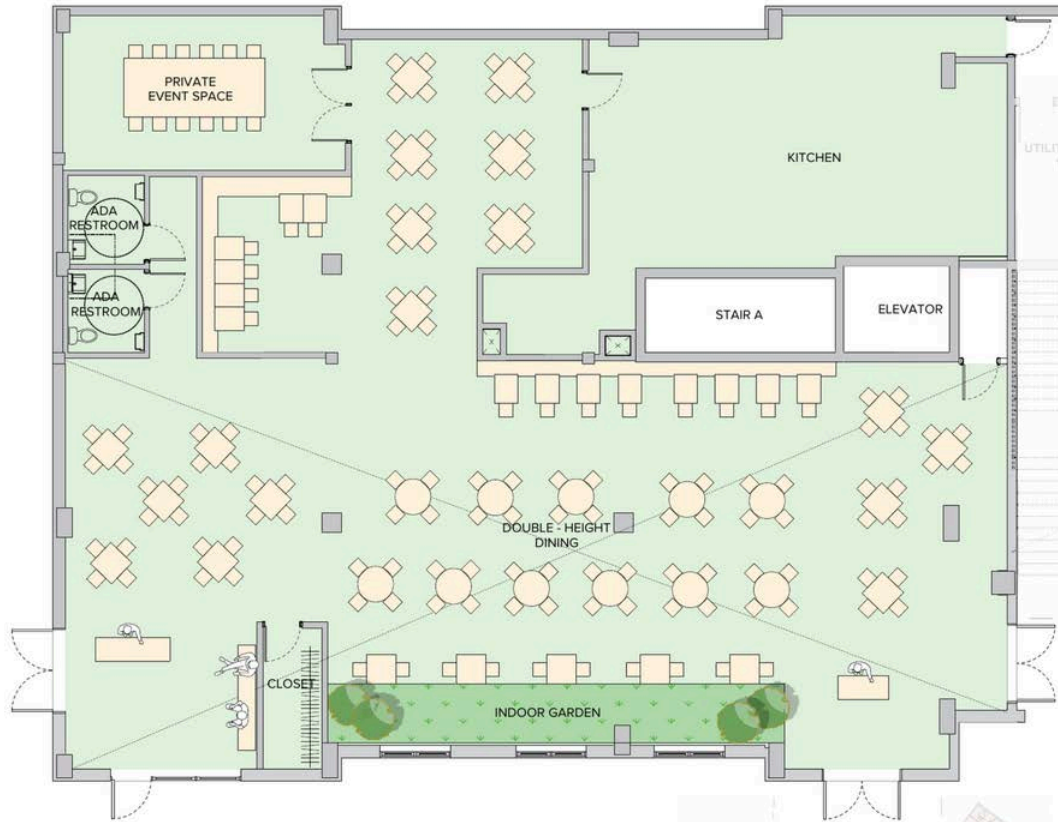 PRIVATE
EVENT SPACE
KITCHEN
ADA
RESTROOM
ADA
RESTROOM
STAIR A
ELEVATOR
DOUBLE - HEIGHT
DINING
CLOSET
INDOOR GARDEN